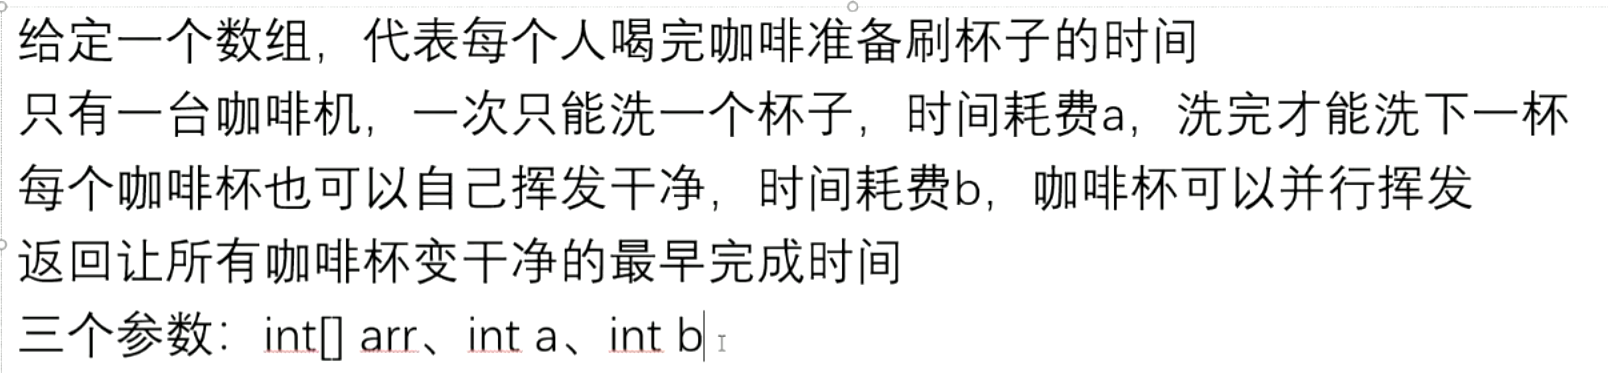 给定一个数组，代表每个人喝完咖啡准备刷杯子的时间
只有一台咖啡机，一次只能洗一个杯子，时间耗费a，洗完才能洗下一杯
每个咖啡杯也可以自己挥发干净，时间耗费b，咖啡杯可以并行挥发
返回让所有咖啡杯变干净的最早完成时间
三个参数：int[] arr、int a、int b